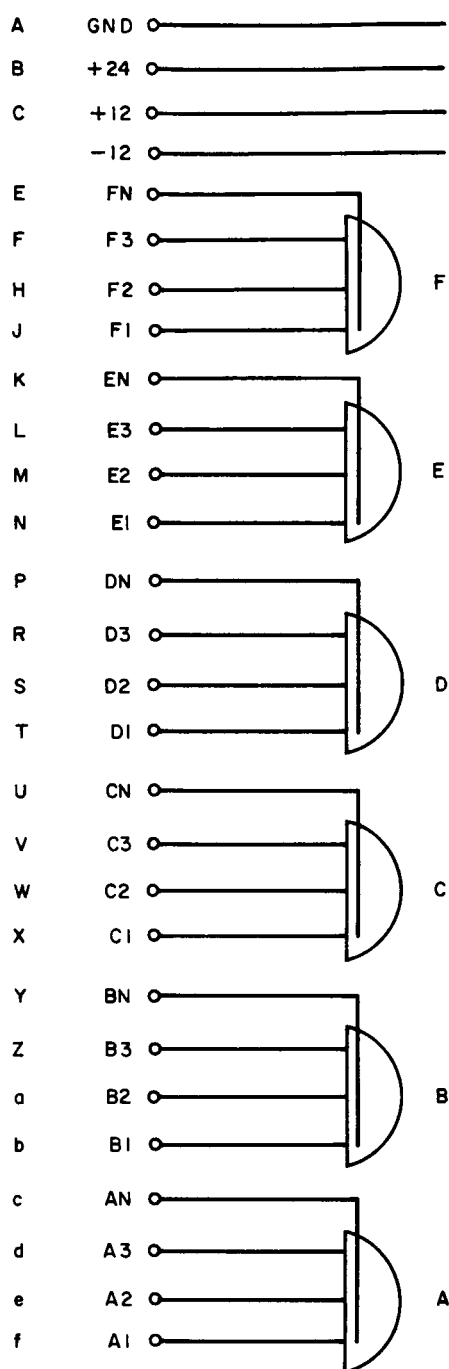 A GND
B +24
C +12
-12
E FN
F F3
F
H F2
J F1
K EN
L E3
E
M E2
N E1
P DN
R D3
D
S D2
T D1
U CN
V C3
C
W C2
X C1
Y BN
Z B3
B
a B2
b B1
c AN
d A3
A
e A2
f A1